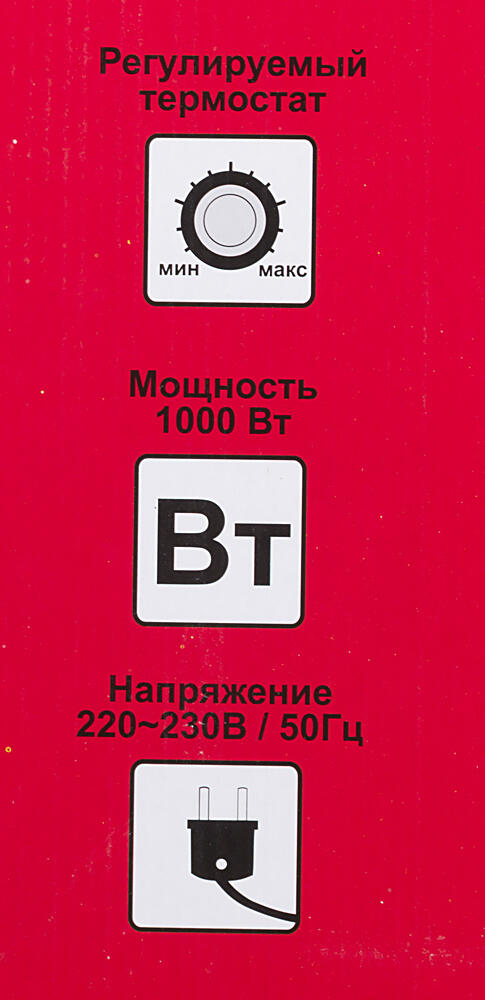 Регулируемый
термостат
мин макс
Мощность
1000 Вт
Вт
Напряжение
220~230В / 50Гц